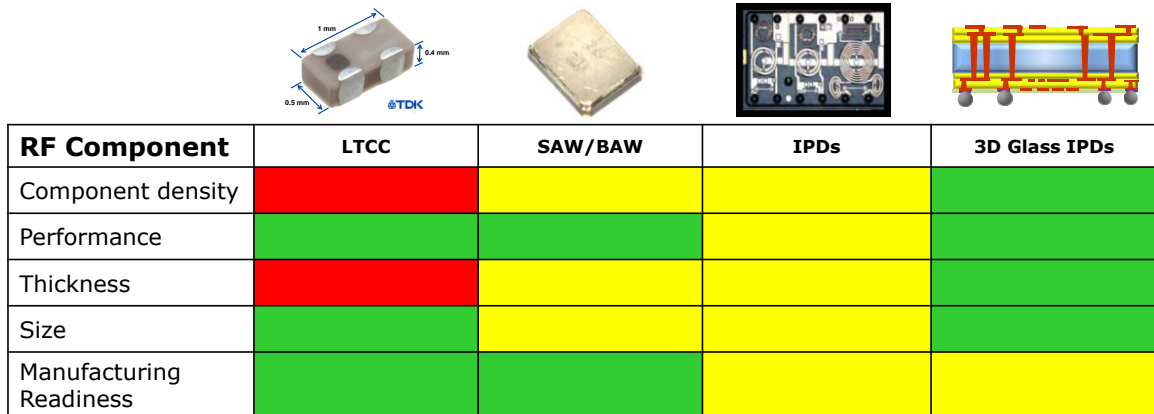 1 mm
0.4 mm
0.5 mm
TDK
RF Component LTCC SAW/BAW IPDs 3D Glass IPDs
Component density
Performance
Thickness
Size
Manufacturing
Readiness